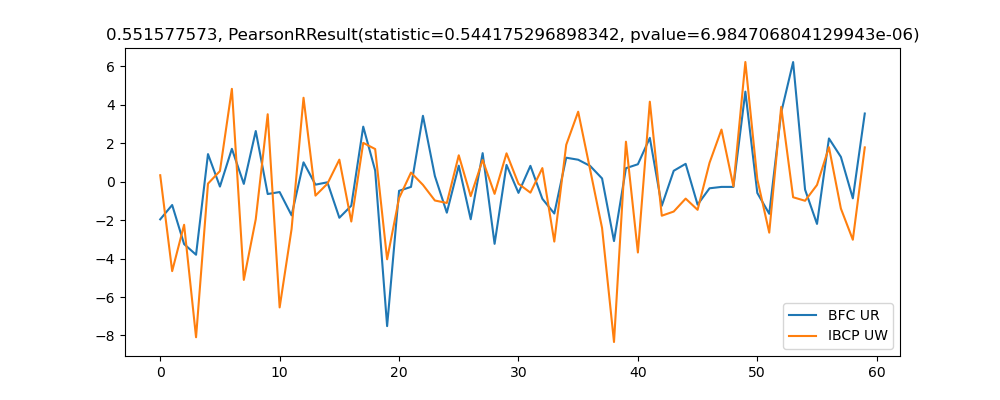 0.551577573, PearsonRResult(statistic=0.544175296898342, pvalue=6.984706804129943e-06)
6
4
2
0
−2
−4
−6
−8
0 10 20 30 40 50 60
BFC UR
IBCP UW